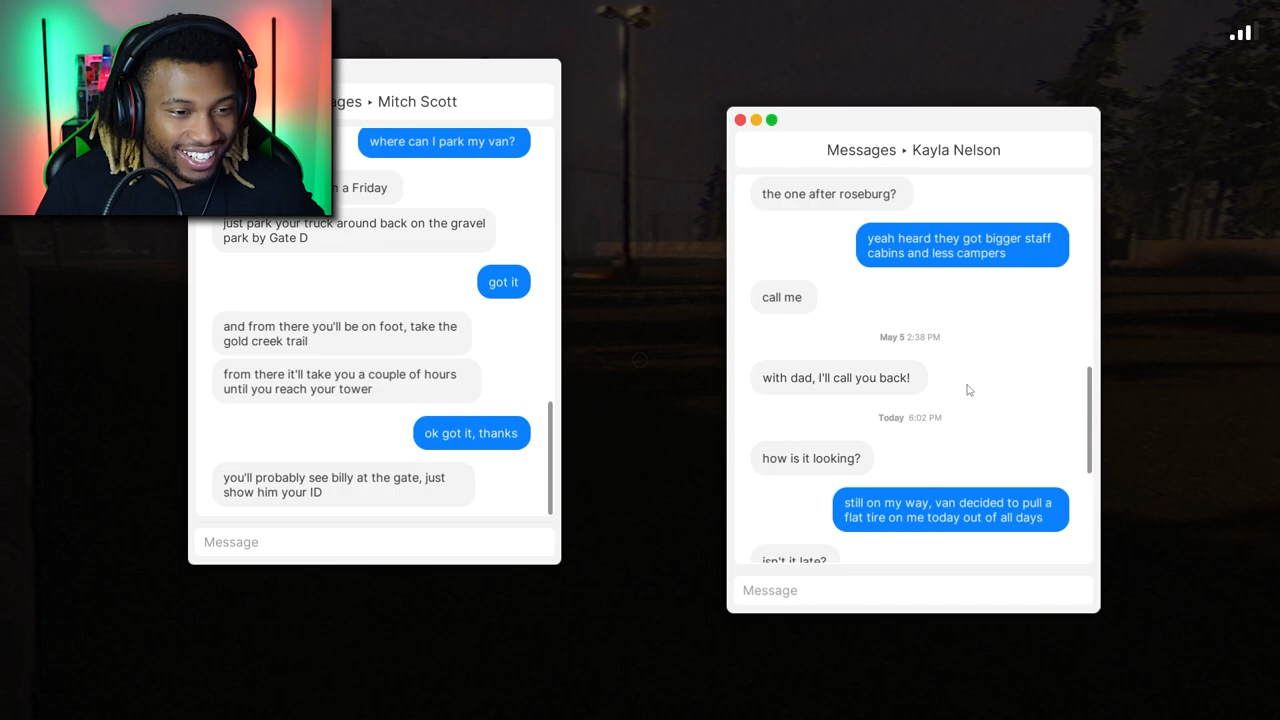 ages ▸ Mitch Scott
where can I park my van?
n a Friday
just park your truck around back on the gravel
park by Gate D
got it
and from there you'll be on foot, take the
gold creek trail
from there it'll take you a couple of hours
until you reach your tower
ok got it, thanks
you'll probably see billy at the gate, just
show him your ID
Message
Messages ▸ Kayla Nelson
the one after roseburg?
yeah heard they got bigger staff
cabins and less campers
call me
May 5 2:38 PM
with dad, I'll call you back!
Today 6:02 PM
how is it looking?
still on my way, van decided to pull a
flat tire on me today out of all days
isn't it late?
Message